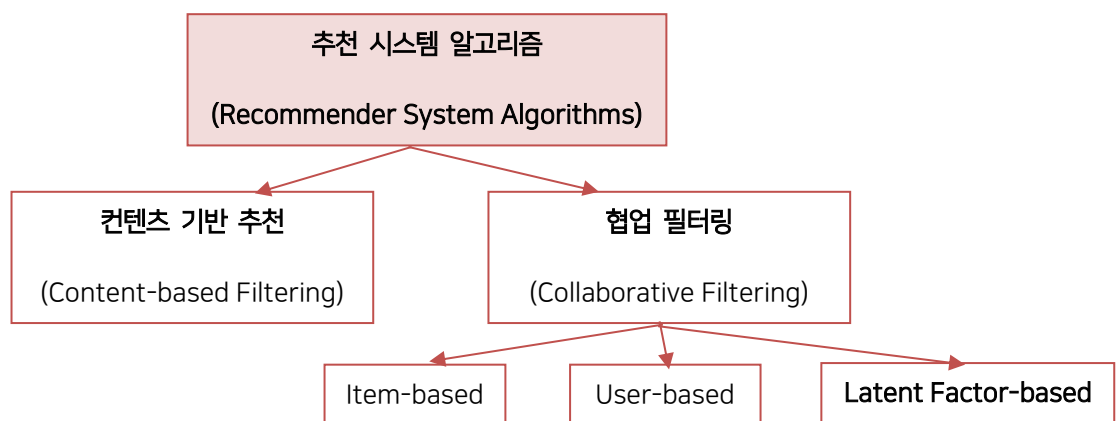 추천 시스템 알고리즘
(Recommender System Algorithms)
컨텐츠 기반 추천
(Content-based Filtering)
협업 필터링
(Collaborative Filtering)
Item-based
User-based
Latent Factor-based